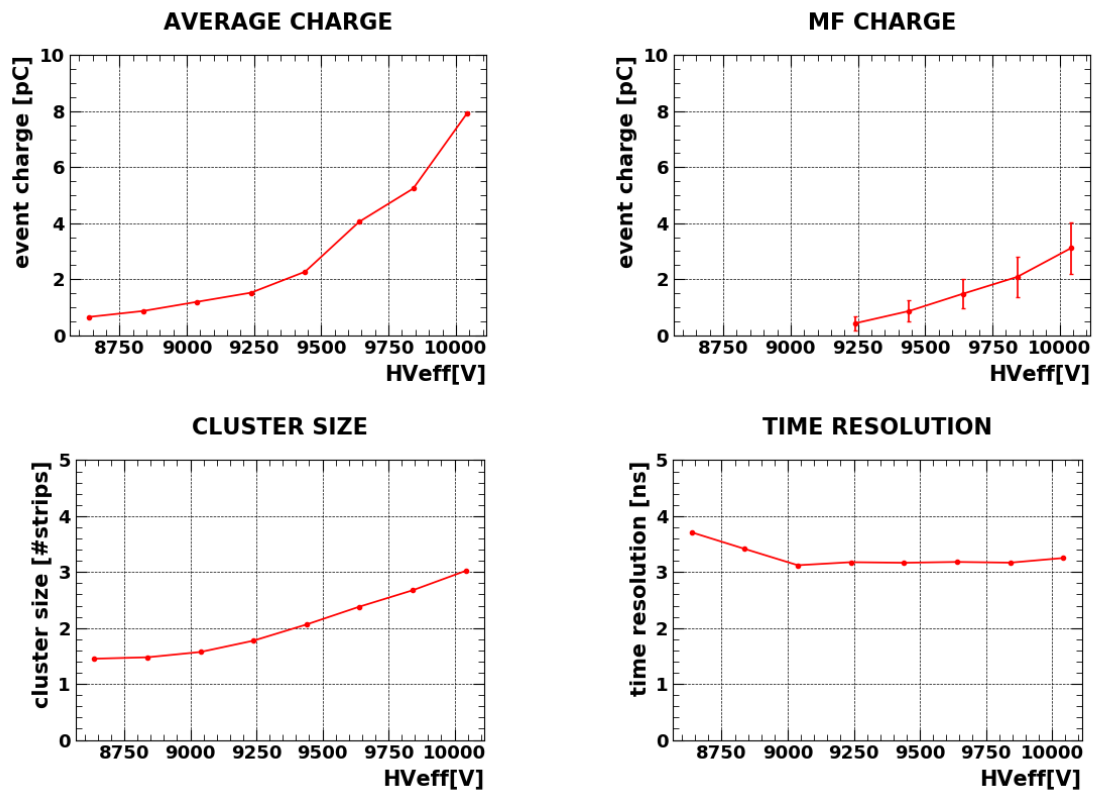 AVERAGE CHARGE
event charge [pC]
10
8
6
4
2
0
8750 9000 9250 9500 9750 10000
HVeff[V]
MF CHARGE
event charge [pC]
10
8
6
4
2
0
8750 9000 9250 9500 9750 10000
HVeff[V]
CLUSTER SIZE
cluster size [#strips]
5
4
3
2
1
0
8750 9000 9250 9500 9750 10000
HVeff[V]
TIME RESOLUTION
time resolution [ns]
5
4
3
2
1
0
8750 9000 9250 9500 9750 10000
HVeff[V]